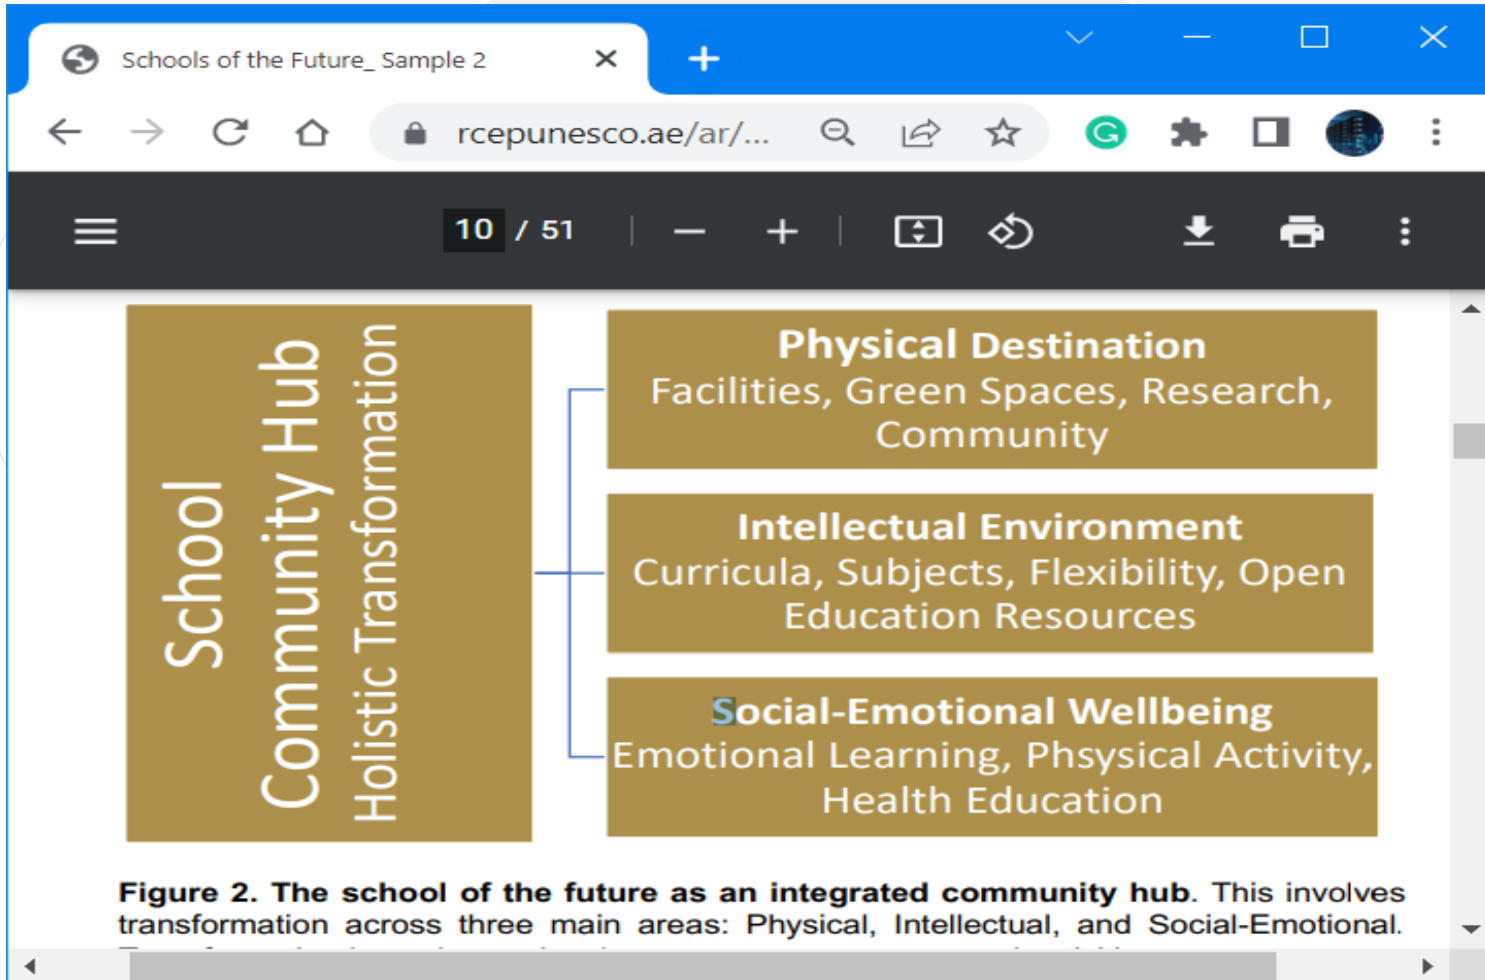 Schools of the Future_ Sample 2
rcepunesco.ae/ar/...
10 / 51
School
Community Hub
Holistic Transformation
Physical Destination
Facilities, Green Spaces, Research,
Community
Intellectual Environment
Curricula, Subjects, Flexibility, Open
Education Resources
Social-Emotional Wellbeing
Emotional Learning, Phsysical Activity,
Health Education
Figure 2. The school of the future as an integrated community hub. This involves
transformation across three main areas: Physical, Intellectual, and Social-Emotional.